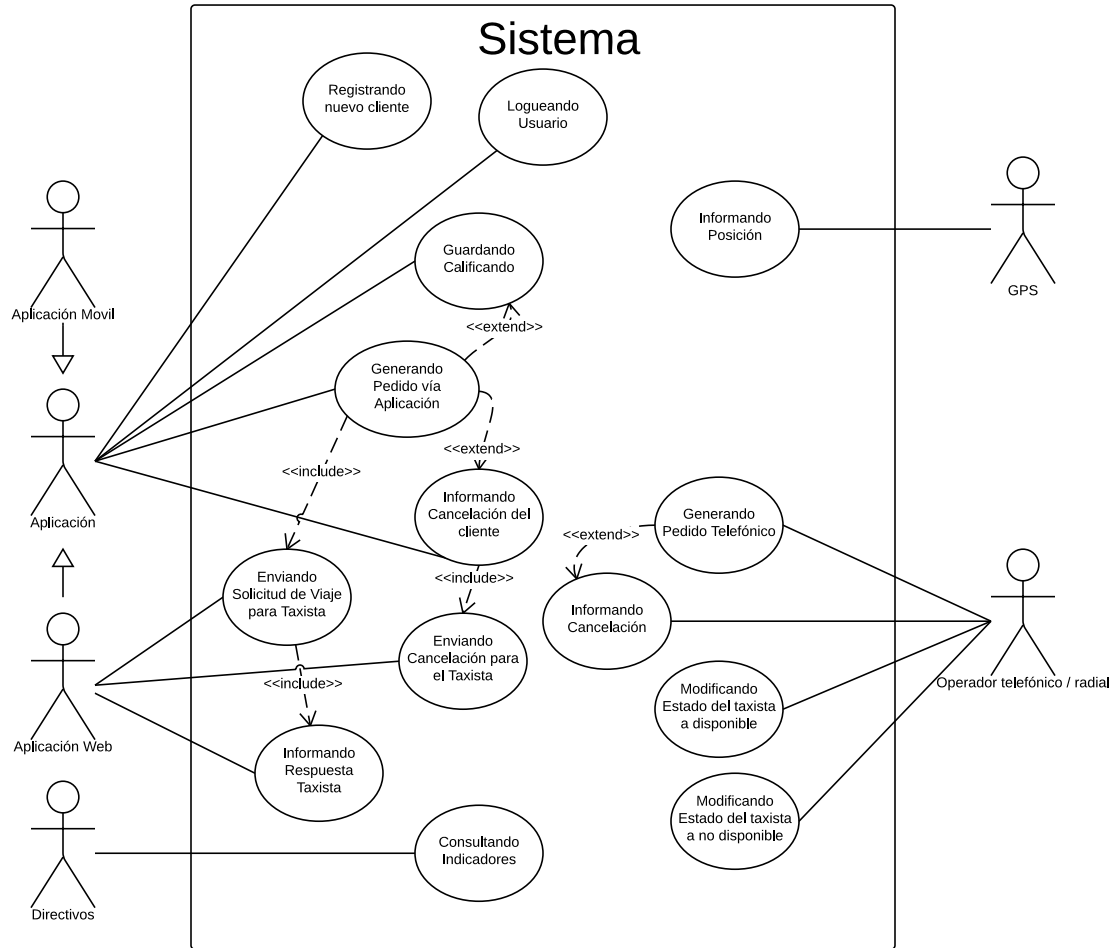 Sistema
Registrando
nuevo cliente
Logueando
Usuario
Aplicación Movil
Guardando
Calificando
Informando
Posición
GPS
<<extend>>
Generando
Pedido vía
Aplicación
<<extend>>
<<include>>
Aplicación
Informando
Cancelación del
cliente
Generando
Pedido Telefónico
<<extend>>
<<include>>
Enviando
Solicitud de Viaje
para Taxista
Informando
Cancelación
Enviando
Cancelación para
el Taxista
<<include>>
Operador telefónico / radial
Modificando
Estado del taxista
a disponible
Aplicación Web
Informando
Respuesta
Taxista
Modificando
Estado del taxista
a no disponible
Consultando
Indicadores
Directivos